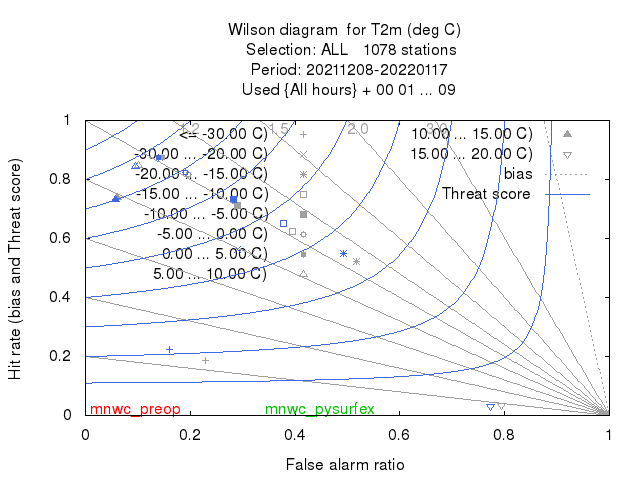 Wilson diagram  for T2m (deg C)
Selection: ALL   1078 stations
Period: 20211208-20220117
Used {All hours} + 00 01 ... 09
1.2
1.5
2.0
3.0
<= -30.00 C)
-30.00 ... -20.00 C)
-20.00 ... -15.00 C)
-15.00 ... -10.00 C)
-10.00 ... -5.00 C)
-5.00 ... 0.00 C)
0.00 ... 5.00 C)
5.00 ... 10.00 C)
10.00 ... 15.00 C)
15.00 ... 20.00 C)
bias
Threat score
1
0.8
0.6
0.4
0.2
0
Hit rate (bias and Threat score)
mnwc_preop
mnwc_pysurfex
0
0.2
0.4
0.6
0.8
1
False alarm ratio